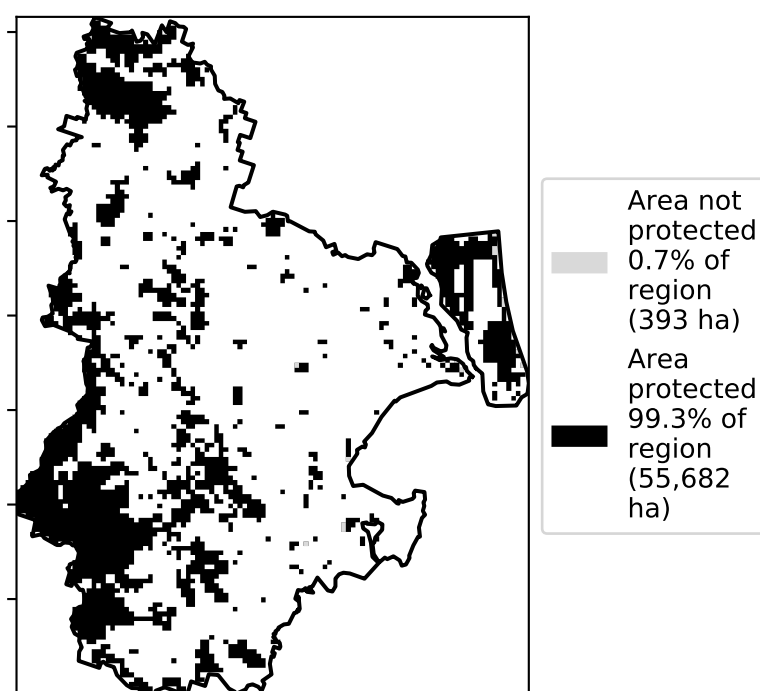 Area not
protected
0.7% of
region
(393 ha)
Area
protected
99.3% of
region
(55,682
ha)